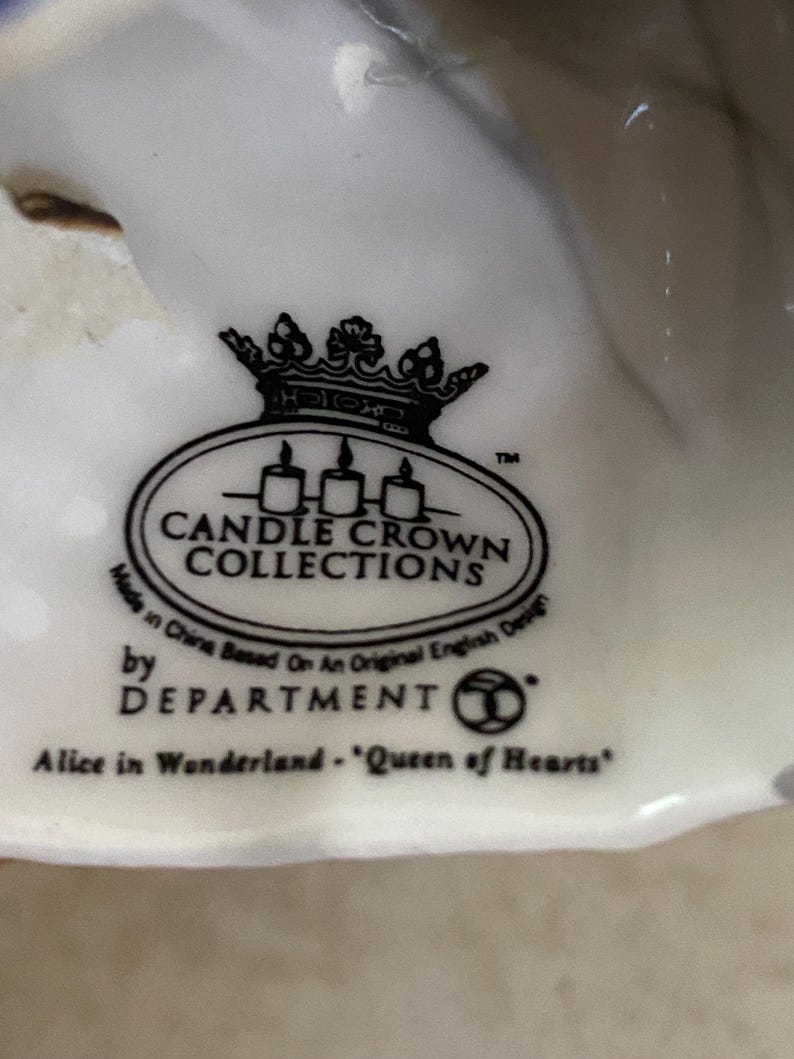 ™
CANDLE CROWN
COLLECTIONS
Made in China Based On An Original English Design
by
DEPARTMENT 56®
Alice in Wonderland - "Queen of Hearts"